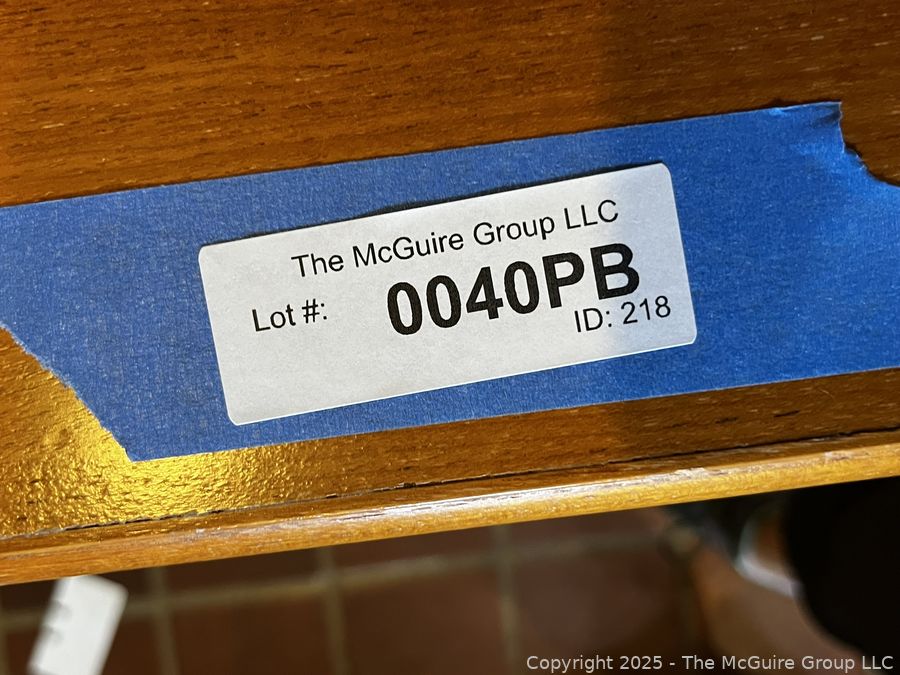 The McGuire Group LLC
Lot #: 0040PB
ID: 218
Copyright 2025 - The McGuire Group LLC